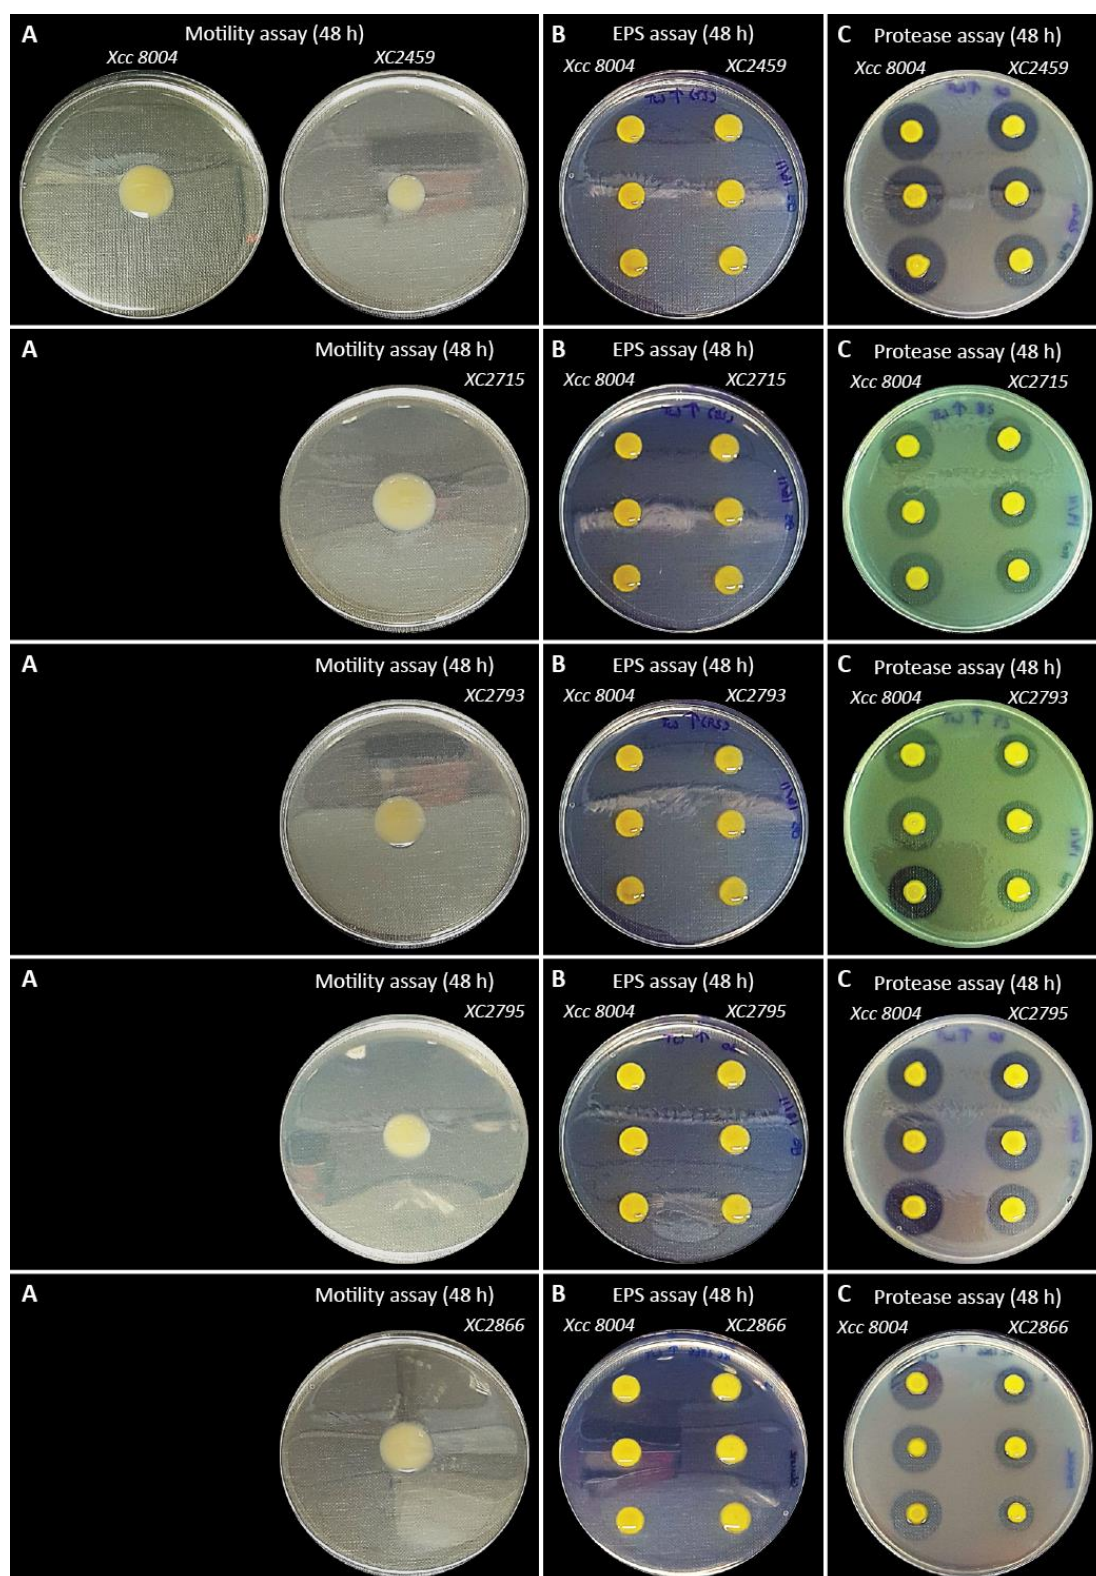 A
Motility assay (48 h)
Xcc 8004 XC2459
B
EPS assay (48 h)
Xcc 8004 XC2459
C
Protease assay (48 h)
Xcc 8004 XC2459
A
Motility assay (48 h)
XC2715
B
EPS assay (48 h)
Xcc 8004 XC2715
C
Protease assay (48 h)
Xcc 8004 XC2715
A
Motility assay (48 h)
XC2793
B
EPS assay (48 h)
Xcc 8004 XC2793
C
Protease assay (48 h)
Xcc 8004 XC2793
A
Motility assay (48 h)
XC2795
B
EPS assay (48 h)
Xcc 8004 XC2795
C
Protease assay (48 h)
Xcc 8004 XC2795
A
Motility assay (48 h)
XC2866
B
EPS assay (48 h)
Xcc 8004 XC2866
C
Protease assay (48 h)
Xcc 8004 XC2866